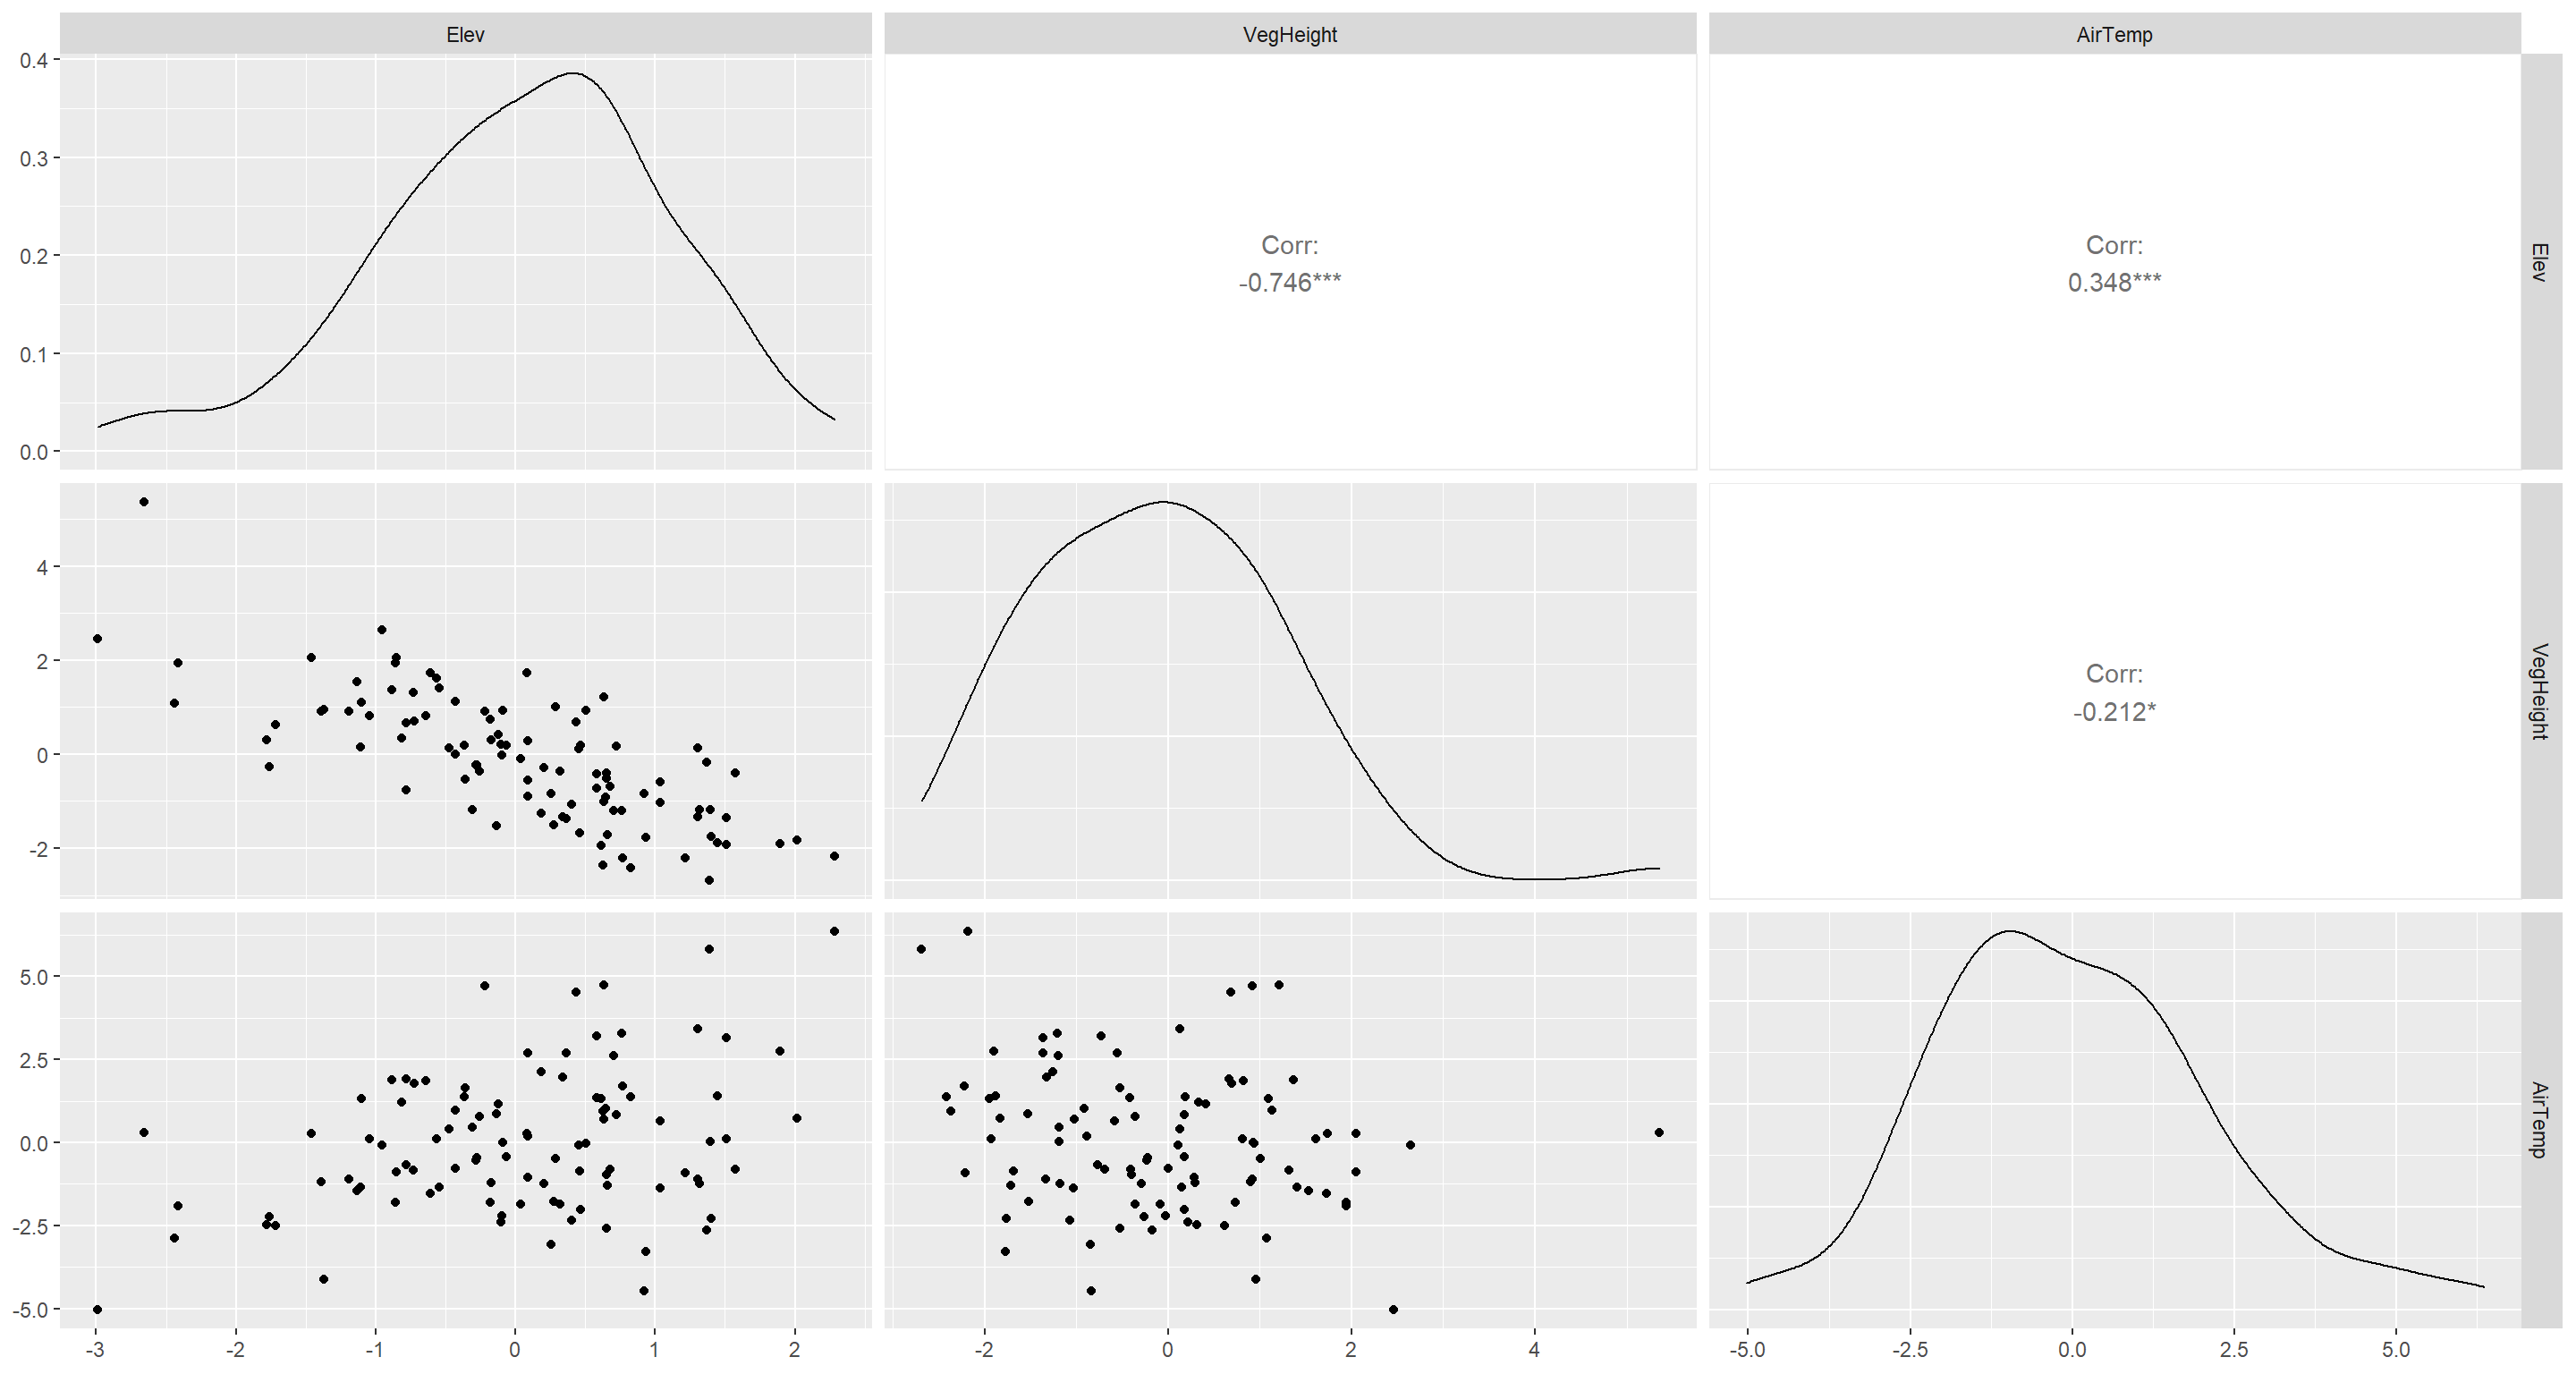 Elev VegHeight AirTemp
0.4
0.3
0.2
0.1
0.0
Corr:
-0.746***
Corr:
0.348***
Elev
4
2
0
-2
Corr:
-0.212*
VegHeight
5.0
2.5
0.0
-2.5
-5.0
AirTemp
-3 -2 -1 0 1 2
-2 0 2 4
-5.0 -2.5 0.0 2.5 5.0